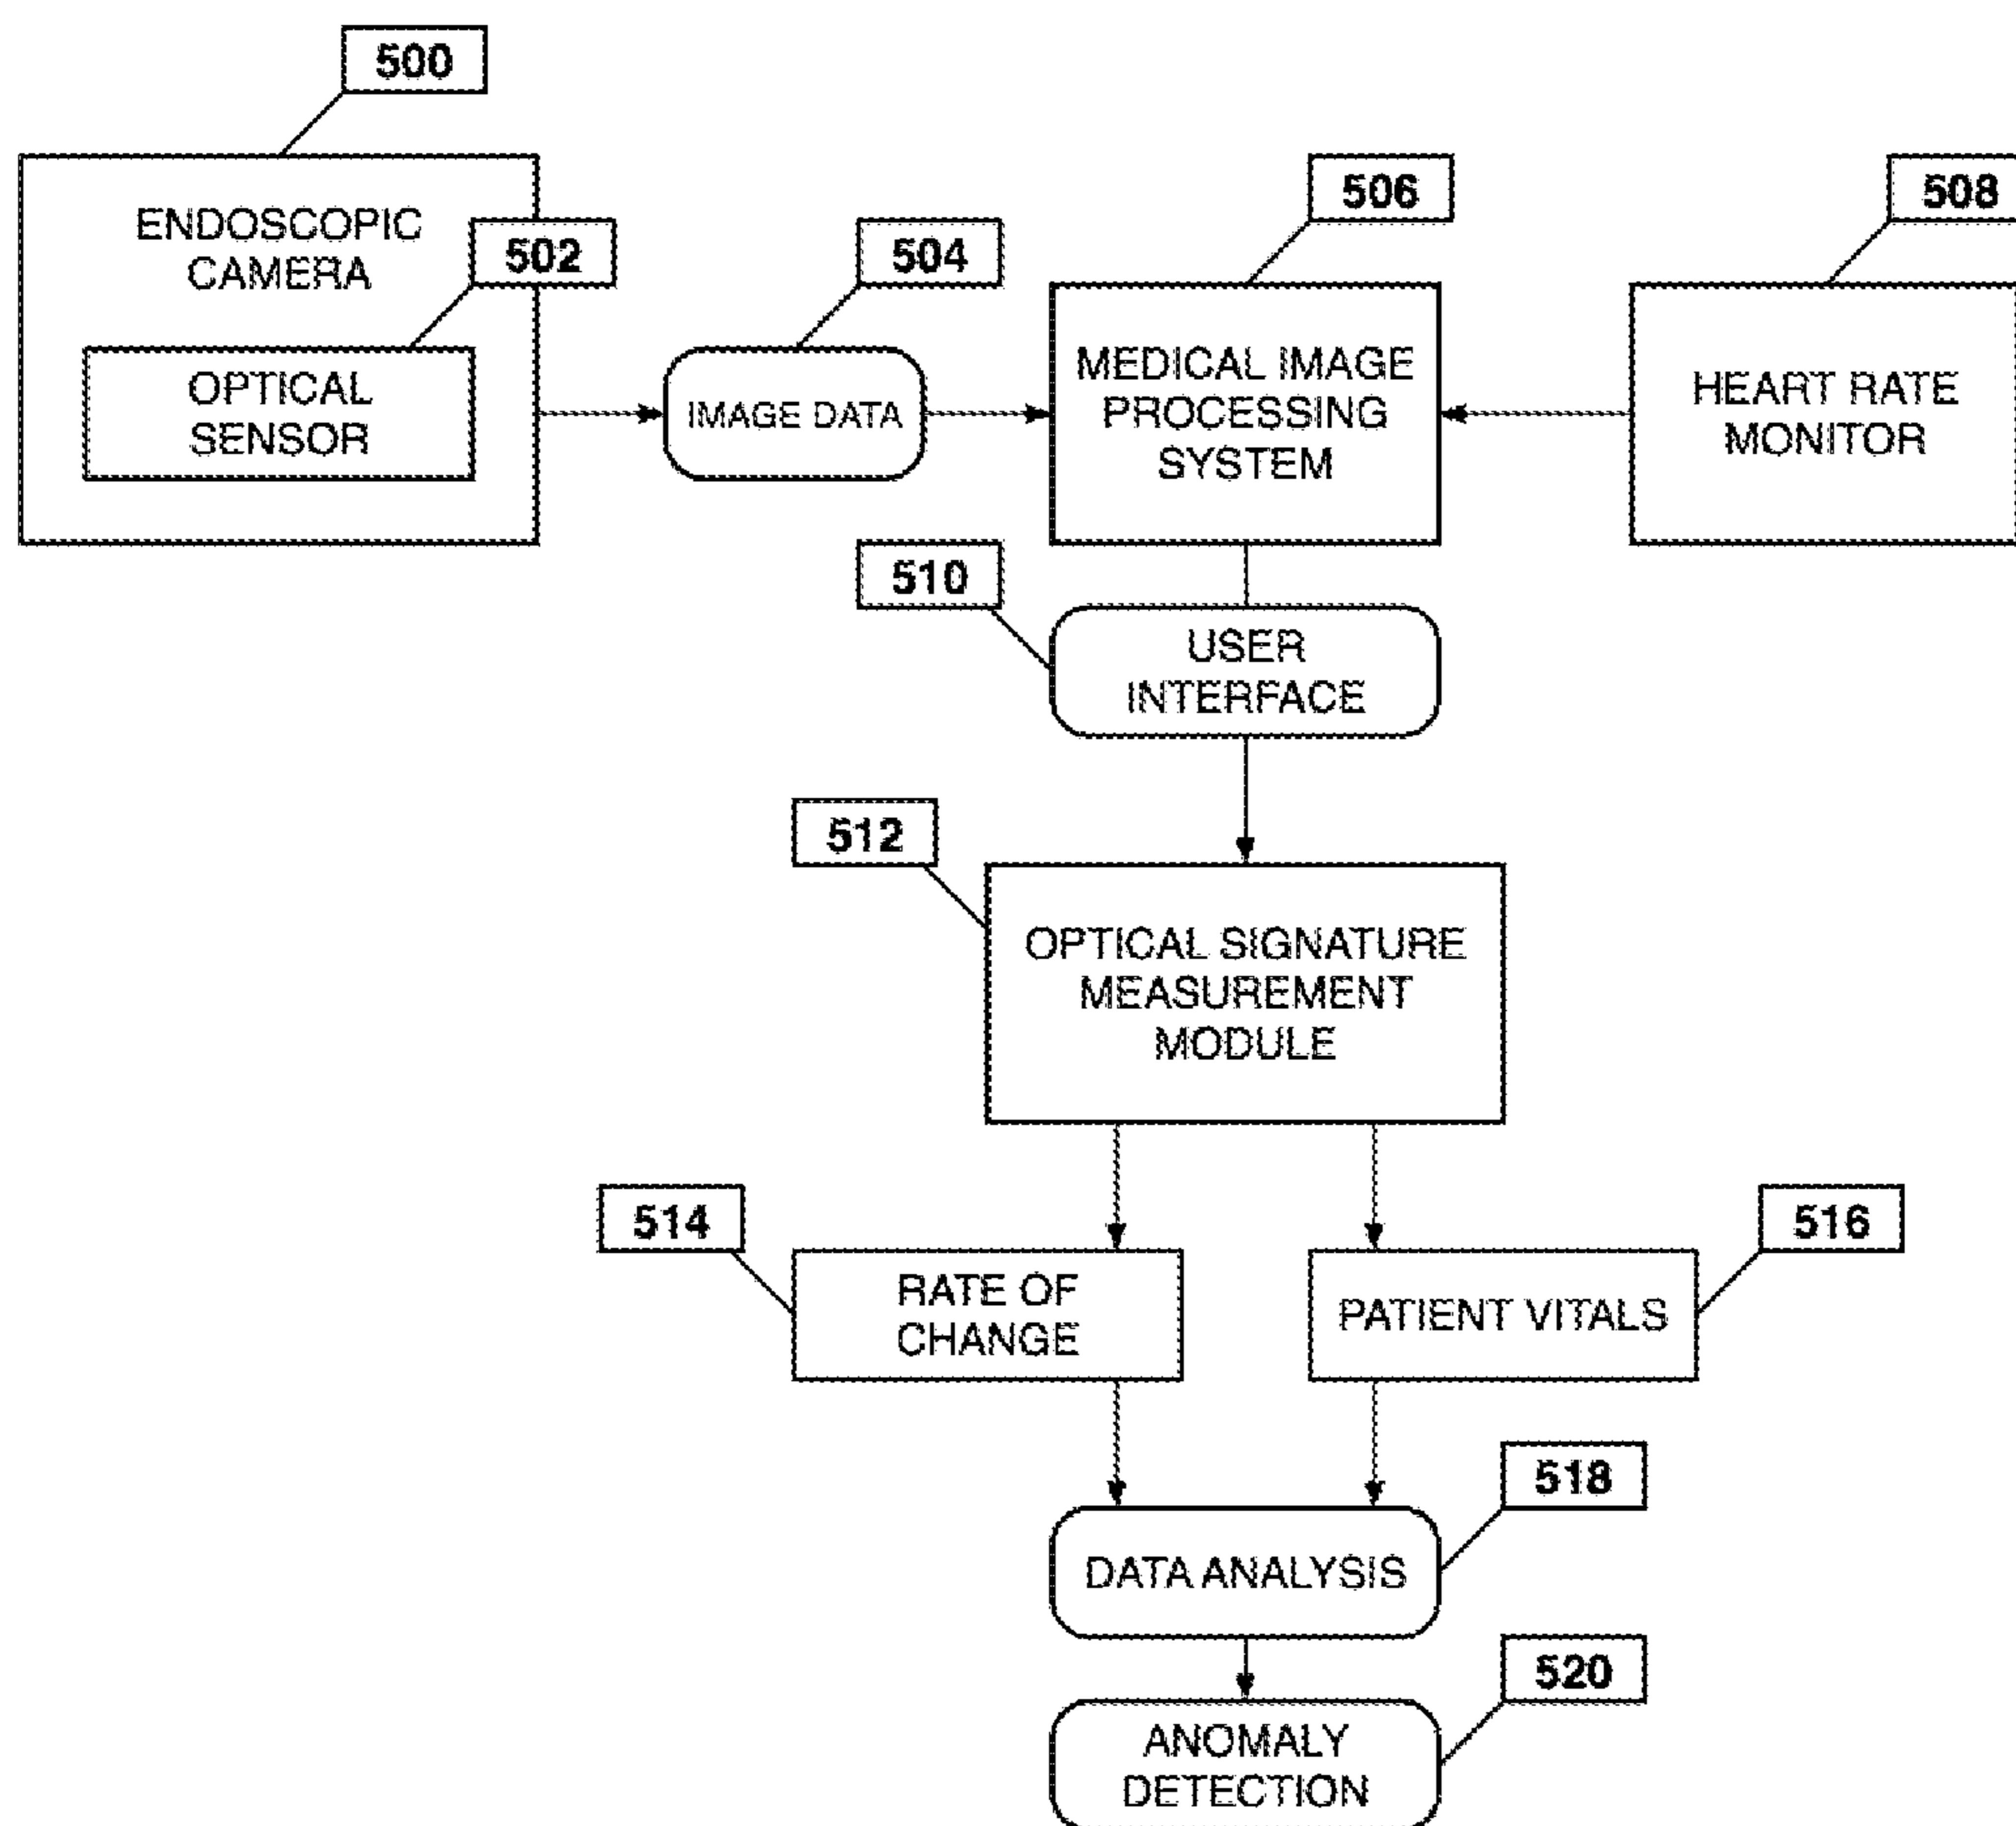 500
ENDOSCOPIC
CAMERA
502
OPTICAL
SENSOR
504
IMAGE DATA
506
MEDICAL IMAGE
PROCESSING
SYSTEM
508
HEART RATE
MONITOR
510
USER
INTERFACE
512
OPTICAL SIGNATURE
MEASUREMENT
MODULE
514
RATE OF
CHANGE
516
PATIENT VITALS
518
DATA ANALYSIS
520
ANOMALY
DETECTION